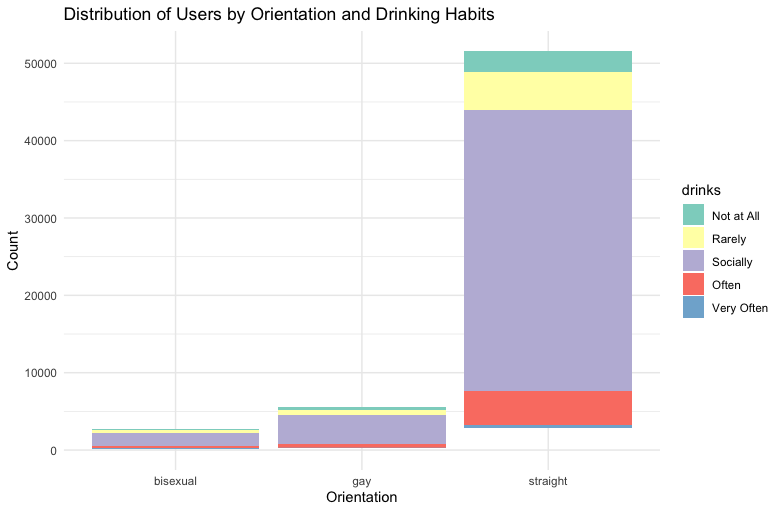 Distribution of Users by Orientation and Drinking Habits
Count
50000
40000
30000
20000
10000
0
bisexual
gay
straight
Orientation
drinks
Not at All
Rarely
Socially
Often
Very Often